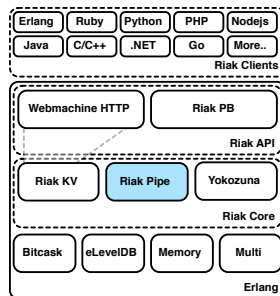 Erlang Ruby Python PHP Nodejs
Java C/C++ .NET Go More..
Riak Clients
Webmachine HTTP Riak PB
Riak API
Riak KV Riak Pipe Yokozuna
Riak Core
Bitcask eLevelDB Memory Multi
Erlang